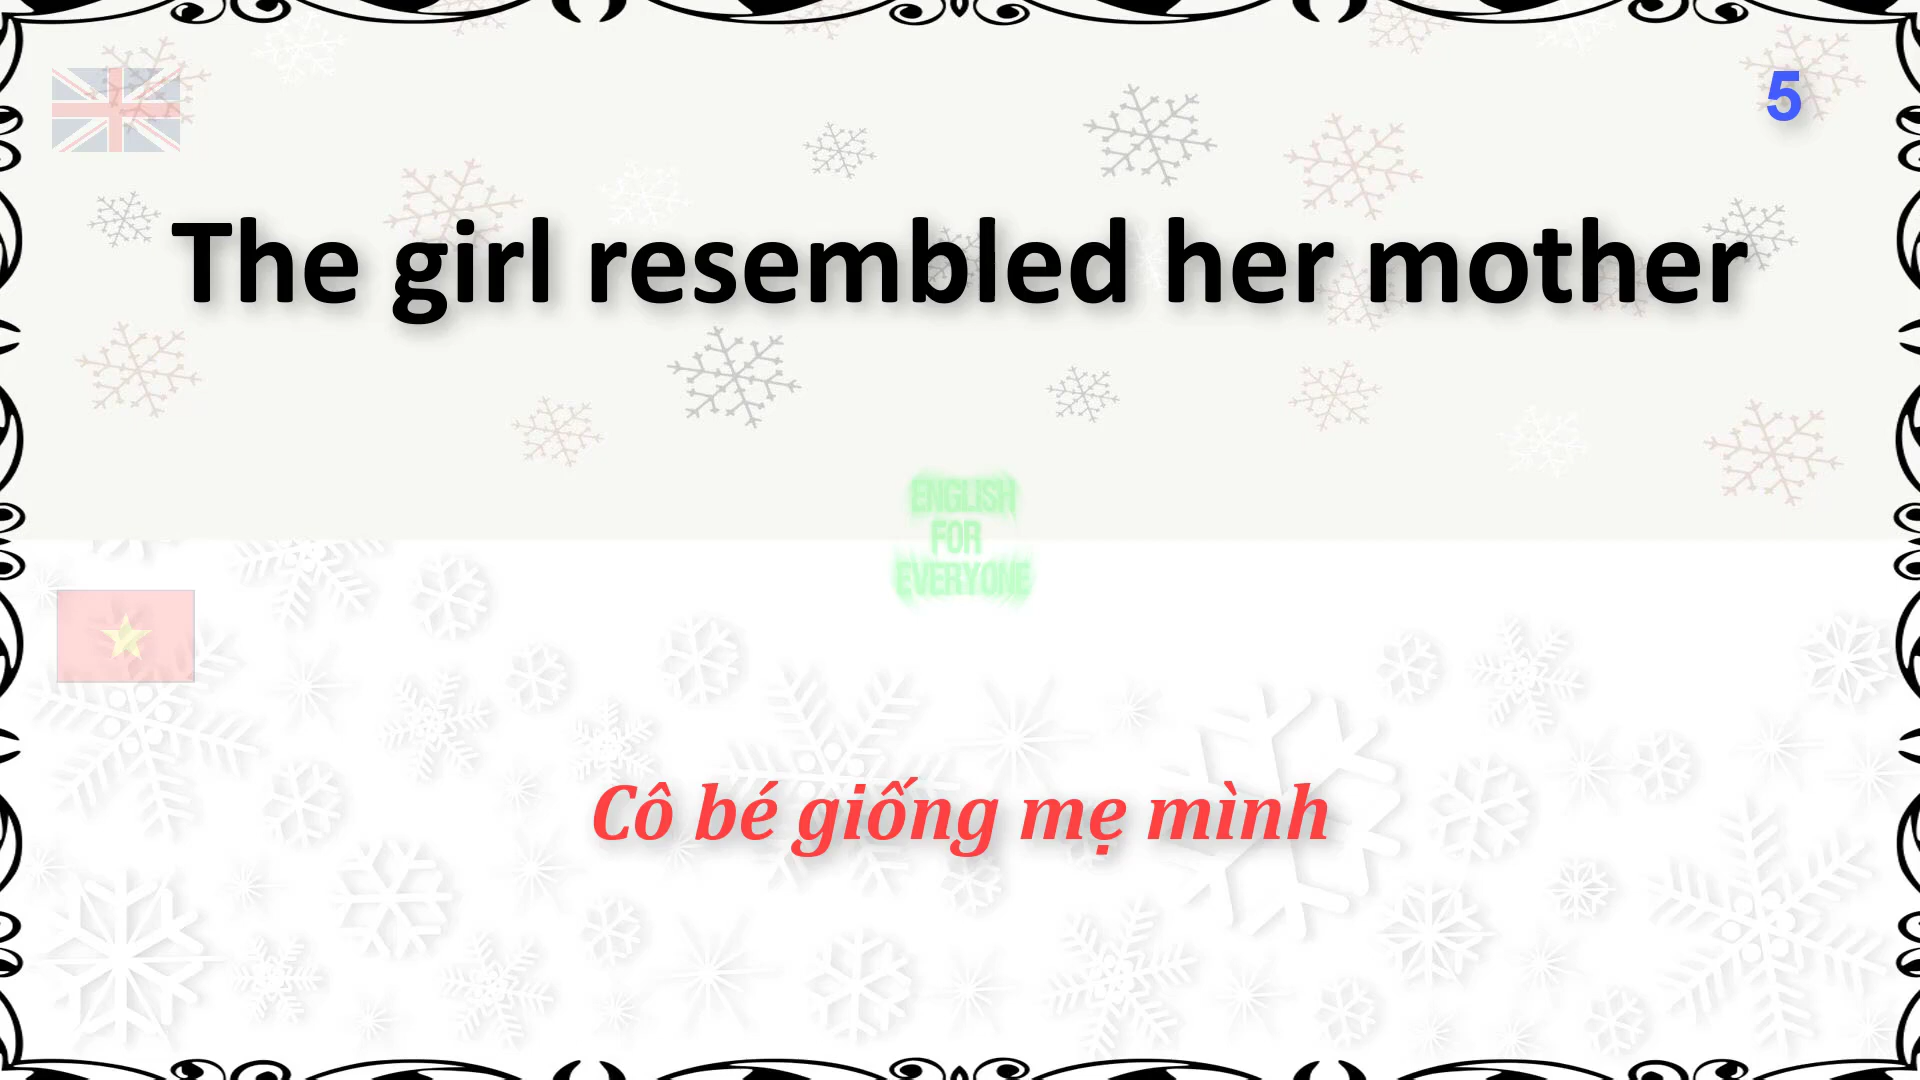 5
The girl resembled her mother
ENGLISH
FOR
EVERYONE
Cô bé giống mẹ mình